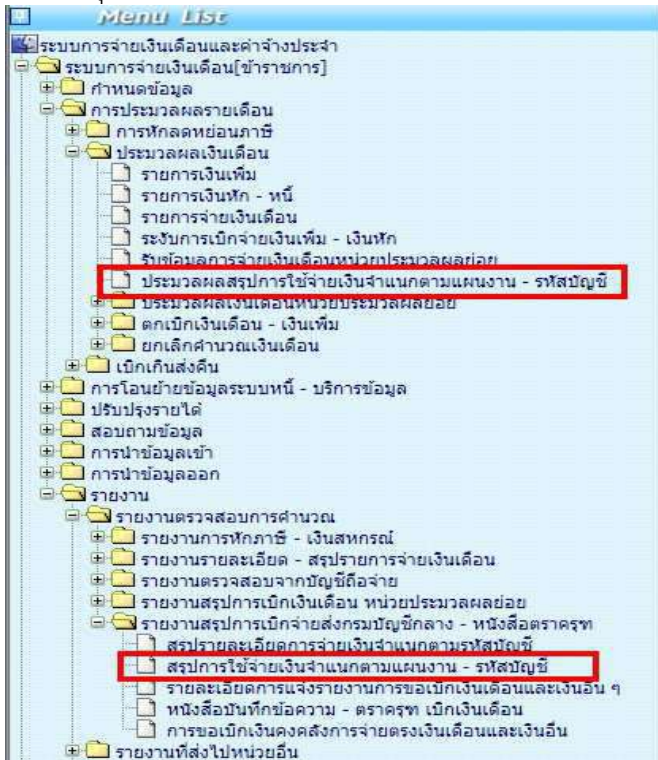 Menu List
ระบบการจ่ายเงินเดือนและค่าจ้างประจำ
ระบบการจ่ายเงินเดือน[ข้าราชการ]
กำหนดข้อมูล
การประมวลผลรายเดือน
การหักลดหย่อนภาษี
ประมวลผลเงินเดือน
รายการเงินเพิ่ม
รายการเงินหัก - หนี้
รายการจ่ายเงินเดือน
ระงับการเบิกจ่ายเงินเพิ่ม - เงินหัก
รับข้อมูลการจ่ายเงินเดือนหน่วยประมวลผลย่อย
ประมวลผลสรุปการใช้จ่ายเงินจำแนกตามแผนงาน - รหัสบัญชี
ประมวลผลเงินเดือนหน่วยประมวลผลย่อย
ตกเบิกเงินเดือน - เงินเพิ่ม
ยกเลิกคำนวณเงินเดือน
เบิกเกินส่งคืน
การโอนย้ายข้อมูลระบบหนี้ - บริการข้อมูล
ปรับปรุงรายได้
สอบถามข้อมูล
การนำข้อมูลเข้า
การนำข้อมูลออก
รายงาน
รายงานตรวจสอบการคำนวณ
รายงานการหักภาษี - เงินสหกรณ์
รายงานรายละเอียด - สรุปรายการจ่ายเงินเดือน
รายงานตรวจสอบจากบัญชีถือจ่าย
รายงานสรุปการเบิกเงินเดือน หน่วยประมวลผลย่อย
รายงานสรุปการเบิกจ่ายส่งกรมบัญชีกลาง - หนังสือตราครุฑ
สรุปรายละเอียดการจ่ายเงินจำแนกตามรหัสบัญชี
สรุปการใช้จ่ายเงินจำแนกตามแผนงาน - รหัสบัญชี
รายละเอียดการแจ้งรายงานการขอเบิกเงินเดือนและเงินอื่น ๆ
หนังสือบันทึกข้อความ - ตราครุฑ เบิกเงินเดือน
การขอเบิกเงินคงคลังการจ่ายตรงเงินเดือนและเงินอื่น
รายงานที่ส่งไปหน่วยอื่น